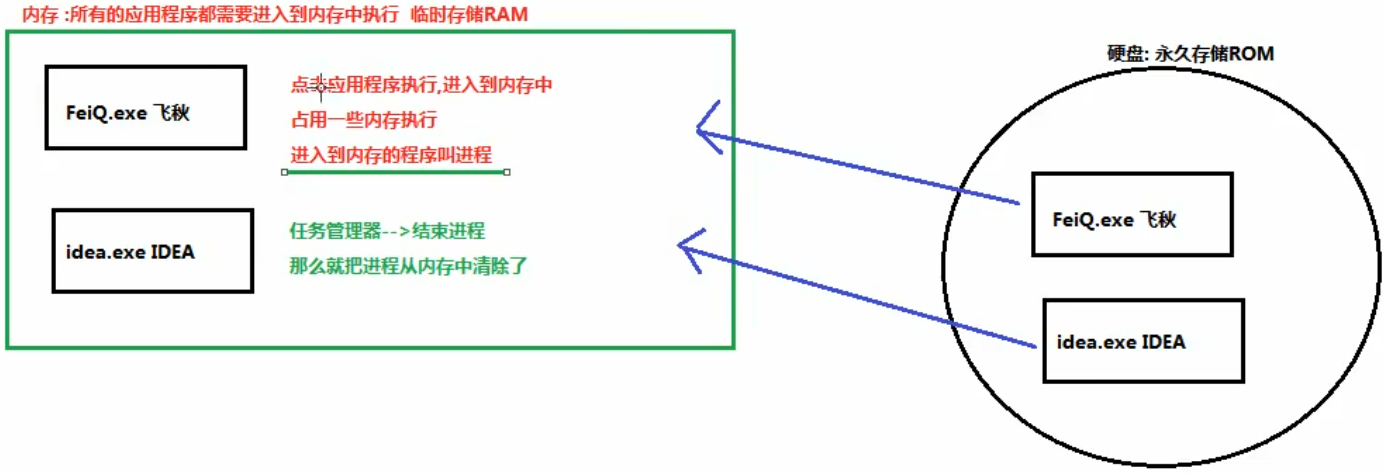 内存 :所有的应用程序都需要进入到内存中执行 临时存储RAM
硬盘: 永久存储ROM
FeiQ.exe 飞秋
点击应用程序执行,进入到内存中
占用一些内存执行
进入到内存的程序叫进程
idea.exe IDEA
任务管理器-->结束进程
那么就把进程从内存中清除了
FeiQ.exe 飞秋
idea.exe IDEA